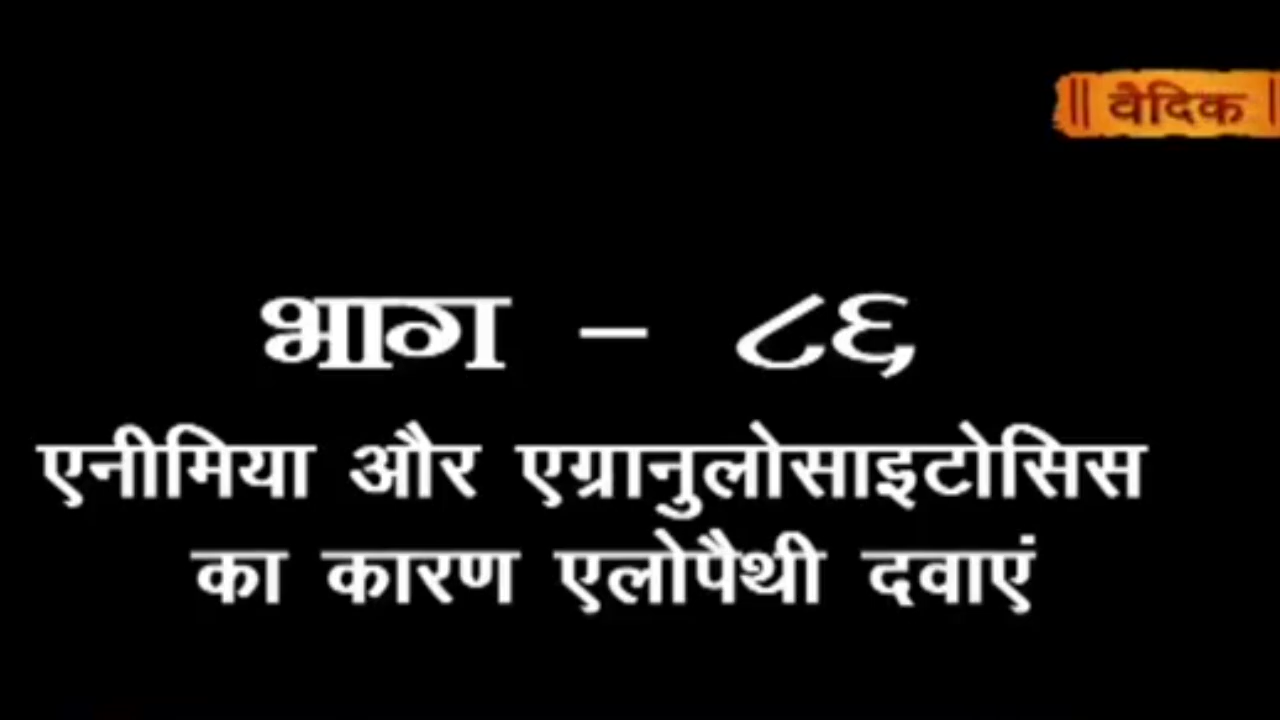 ॥ वैदिक ।
भाग - ८६
एनीमिया और एग्रानुलोसाइटोसिस
का कारण एलोपैथी दवाएं